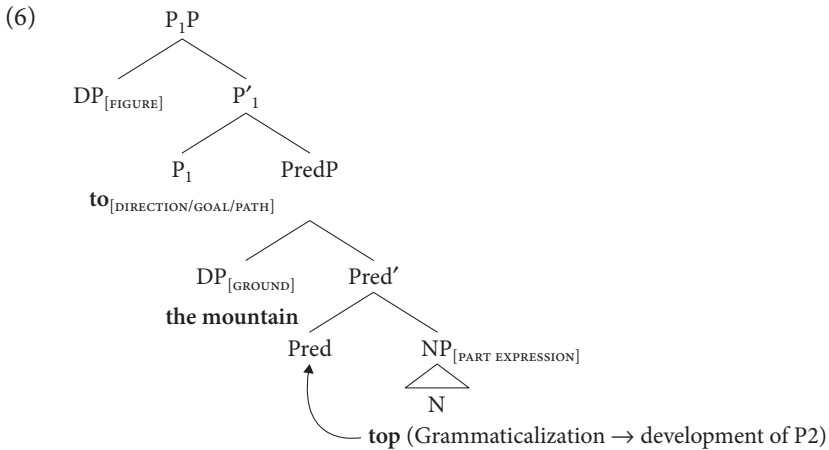 (6)
P₁P
DP[FIGURE] P′₁
P₁ PredP
to[DIRECTION/GOAL/PATH]
DP[GROUND] Pred′
the mountain
Pred NP[PART EXPRESSION]
N
top (Grammaticalization → development of P2)